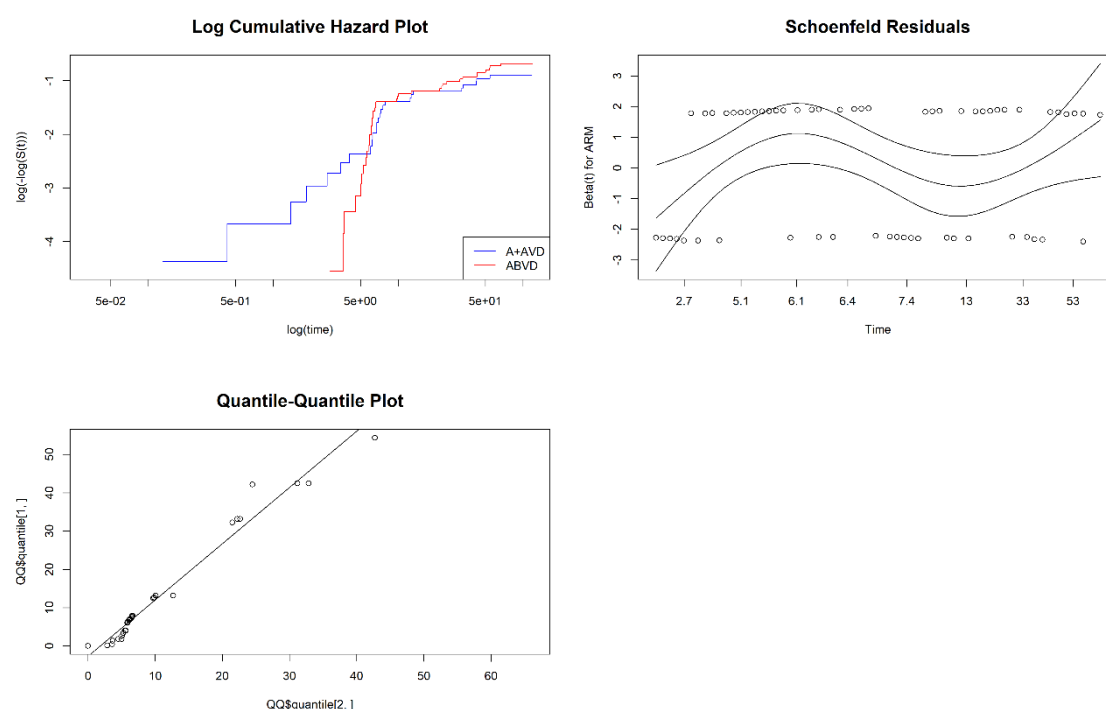 Log Cumulative Hazard Plot
log(-log(S(t)))
-1
-2
-3
-4
A+AVD
ABVD
5e-02 5e-01 5e+00 5e+01
log(time)
Schoenfeld Residuals
Beta(t) for ARM
3
2
1
0
-1
-2
-3
2.7 5.1 6.1 6.4 7.4 13 33 53
Time
Quantile-Quantile Plot
QQ$quantile[1, ]
50
40
30
20
10
0
0 10 20 30 40 50 60
QQ$quantile[2, ]